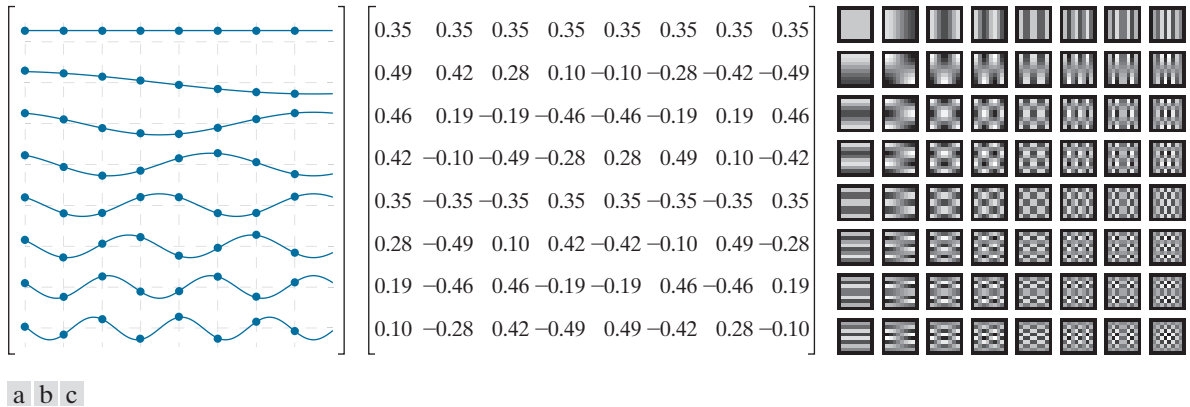 0.35 0.35 0.35 0.35 0.35 0.35 0.35 0.35
0.49 0.42 0.28 0.10 −0.10 −0.28 −0.42 −0.49
0.46 0.19 −0.19 −0.46 −0.46 −0.19 0.19 0.46
0.42 −0.10 −0.49 −0.28 0.28 0.49 0.10 −0.42
0.35 −0.35 −0.35 0.35 0.35 −0.35 −0.35 0.35
0.28 −0.49 0.10 0.42 −0.42 −0.10 0.49 −0.28
0.19 −0.46 0.46 −0.19 −0.19 0.46 −0.46 0.19
0.10 −0.28 0.42 −0.49 0.49 −0.42 0.28 −0.10
a b c